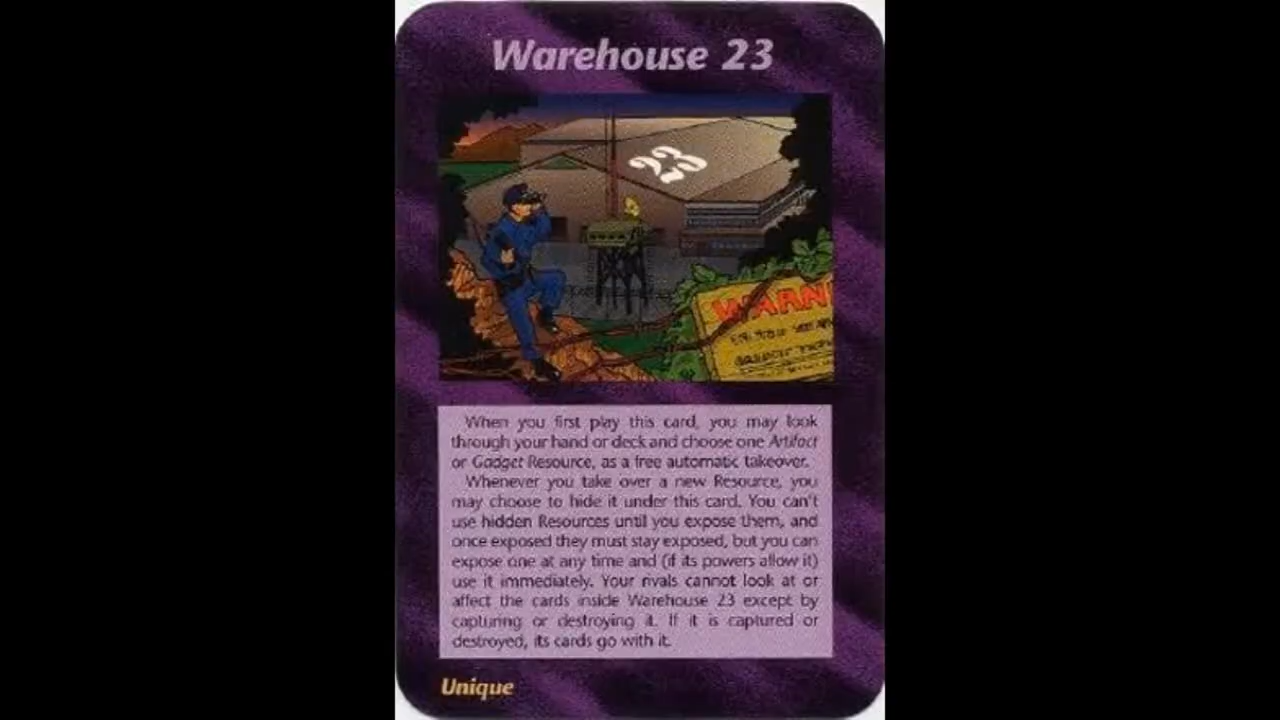 Warehouse 23
23
WARN
When you first play this card, you may look
through your hand or deck and choose one Artifact
or Gadget Resource, as a free automatic takeover.
Whenever you take over a new Resource, you
may choose to hide it under this card. You can't
use hidden Resources until you expose them, and
once exposed they must stay exposed, but you can
expose one at any time and (if its powers allow it)
use it immediately. Your rivals cannot look at or
affect the cards inside Warehouse 23 except by
capturing or destroying it. If it is captured or
destroyed, its cards go with it.
Unique